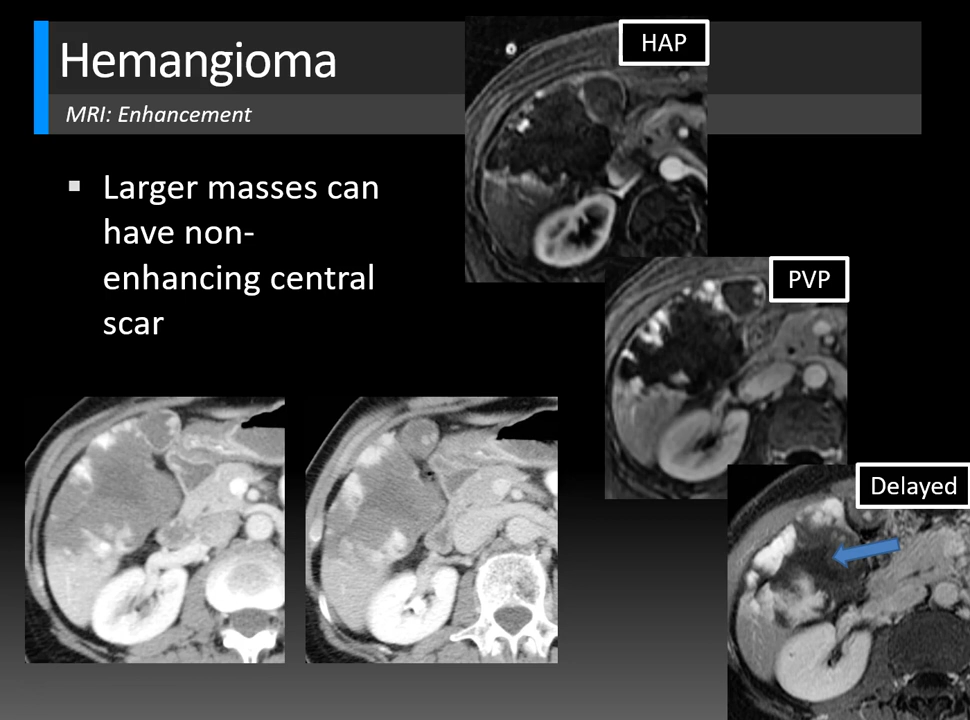 Hemangioma
MRI: Enhancement
HAP
▪ Larger masses can
have non-
enhancing central
scar
PVP
Delayed